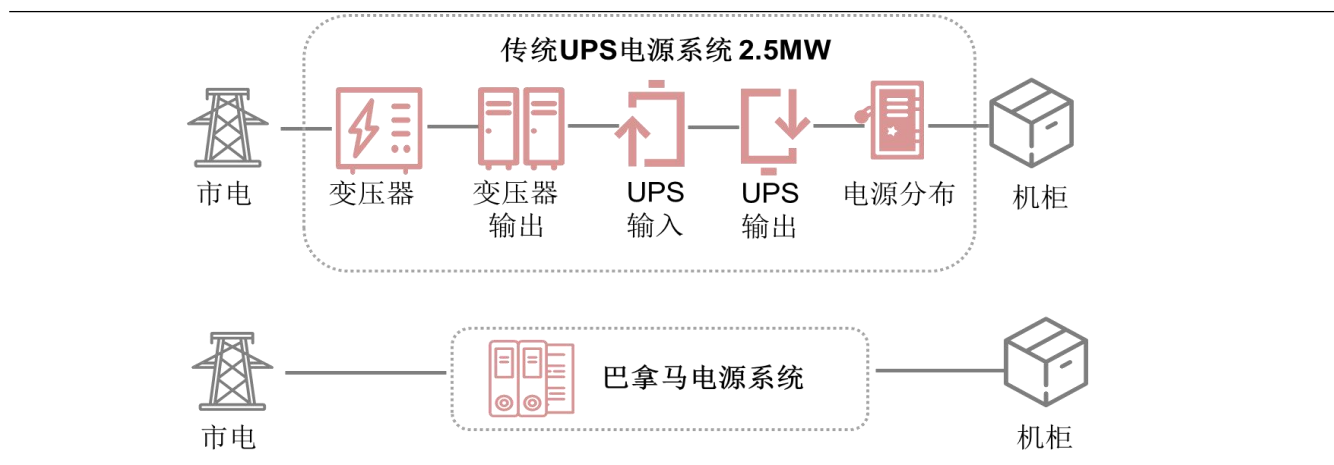 传统UPS电源系统 2.5MW
市电
变压器
变压器
输出
UPS
输入
UPS
输出
电源分布
机柜
巴拿马电源系统
市电
机柜